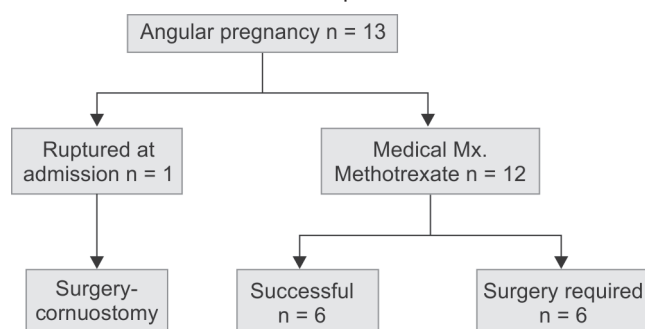 Angular pregnancy n = 13
Ruptured at
admission n = 1
Medical Mx.
Methotrexate n = 12
Surgery-
cornuostomy
Successful
n = 6
Surgery required
n = 6